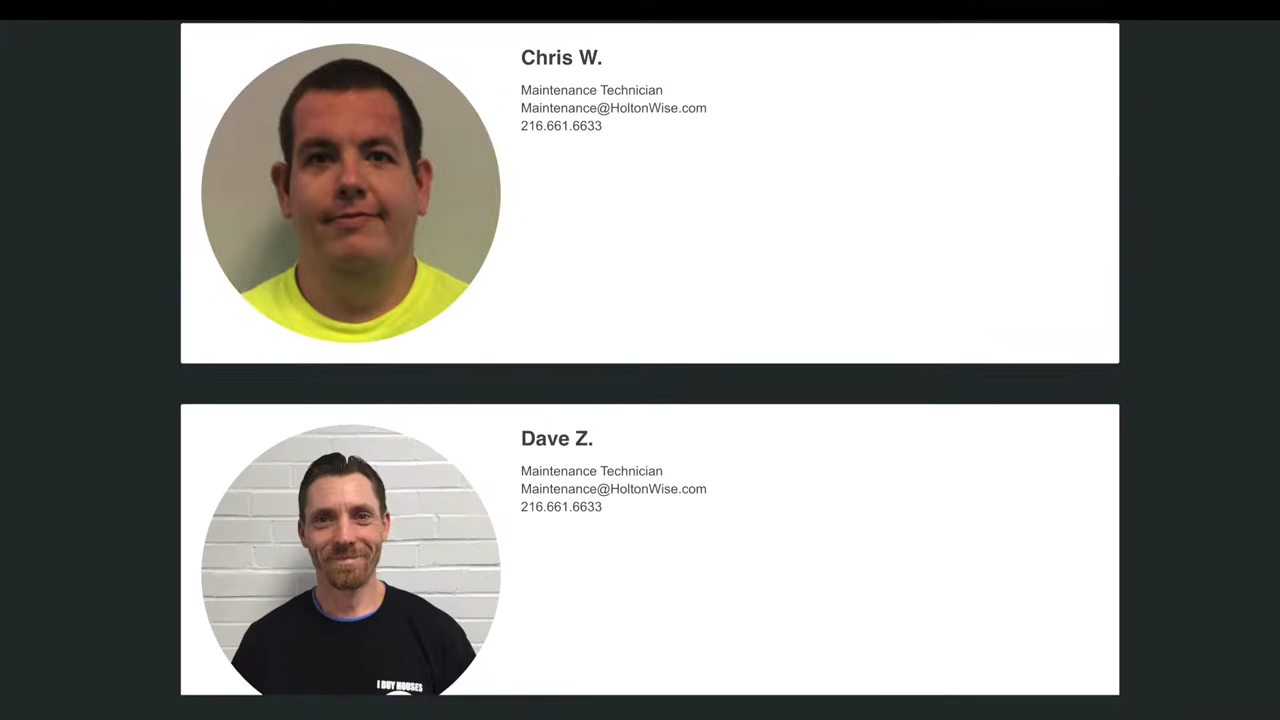 Chris W.
Maintenance Technician
Maintenance@HoltonWise.com
216.661.6633
Dave Z.
Maintenance Technician
Maintenance@HoltonWise.com
216.661.6633
I BUY HOUSES